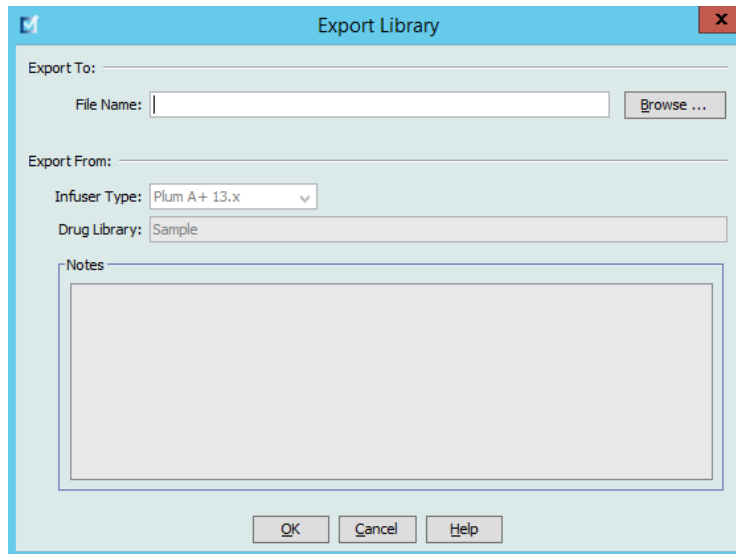 Export Library
x
Export To:
File Name:
Browse ...
Export From:
Infuser Type: Plum A+ 13.x
Drug Library: Sample
Notes
OK Cancel Help